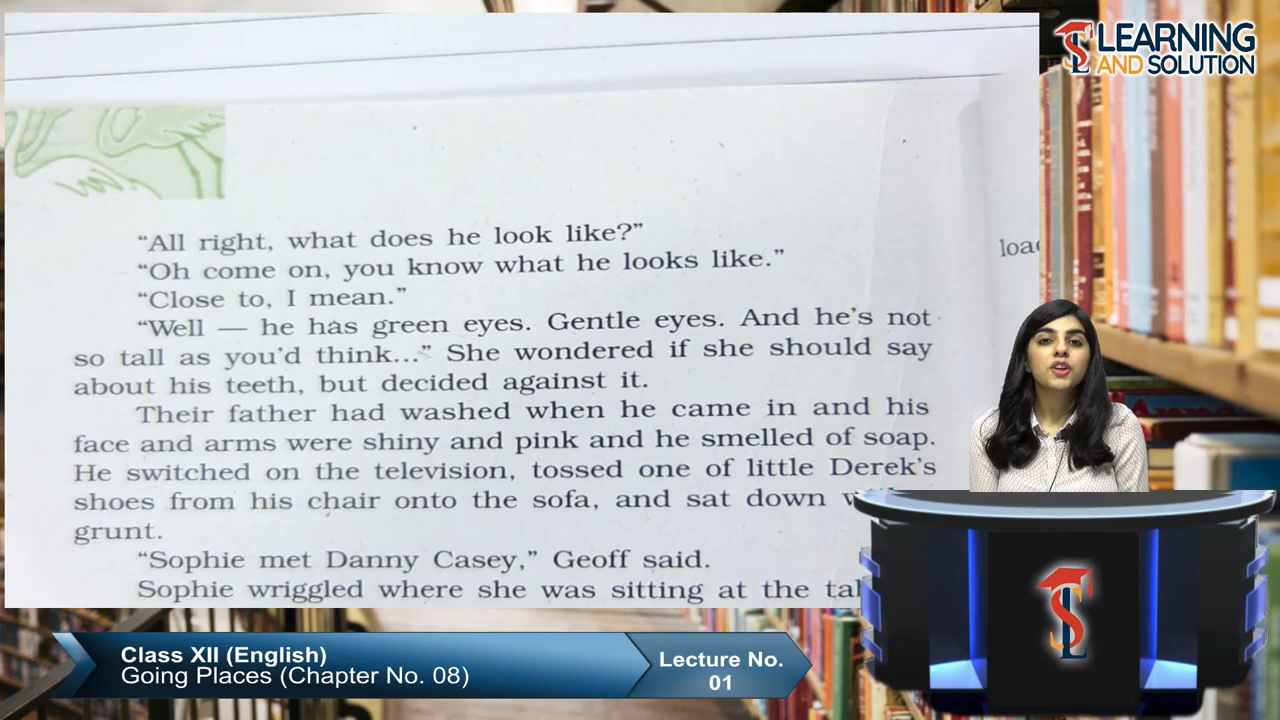 LEARNING
AND SOLUTION
“All right, what does he look like?”
“Oh come on, you know what he looks like.”
“Close to, I mean.”
“Well — he has green eyes. Gentle eyes. And he’s not
so tall as you’d think...” She wondered if she should say
about his teeth, but decided against it.
Their father had washed when he came in and his
face and arms were shiny and pink and he smelled of soap.
He switched on the television, tossed one of little Derek’s
shoes from his chair onto the sofa, and sat down
grunt.
“Sophie met Danny Casey,” Geoff said.
Sophie wriggled where she was sitting at the
Class XII (English)
Going Places (Chapter No. 08)
Lecture No.
01